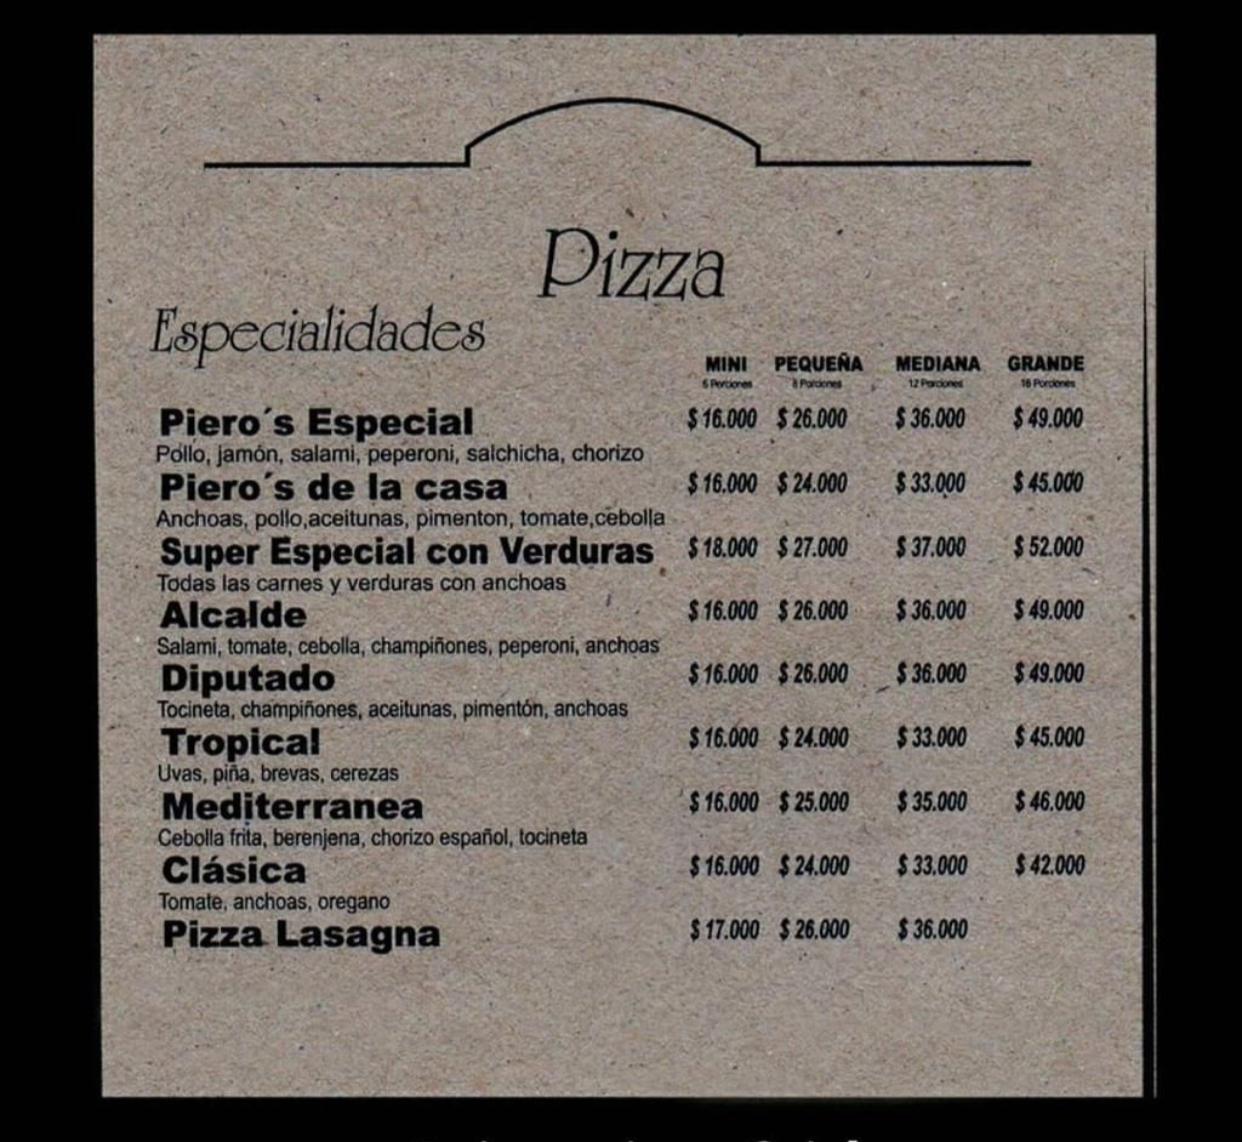 Pizza
Especialidades
MINI PEQUEÑA MEDIANA GRANDE
6 Porciones 8 Porciones 12 Porciones 16 Porciones
Piero´s Especial $ 16.000 $ 26.000 $ 36.000 $ 49.000
Pollo, jamón, salami, peperoni, salchicha, chorizo
Piero´s de la casa $ 16.000 $ 24.000 $ 33.000 $ 45.000
Anchoas, pollo,aceitunas, pimenton, tomate,cebolla
Super Especial con Verduras $ 18.000 $ 27.000 $ 37.000 $ 52.000
Todas las carnes y verduras con anchoas
Alcalde $ 16.000 $ 26.000 $ 36.000 $ 49.000
Salami, tomate, cebolla, champiñones, peperoni, anchoas
Diputado $ 16.000 $ 26.000 $ 36.000 $ 49.000
Tocineta, champiñones, aceitunas, pimentón, anchoas
Tropical $ 16.000 $ 24.000 $ 33.000 $ 45.000
Uvas, piña, brevas, cerezas
Mediterranea $ 16.000 $ 25.000 $ 35.000 $ 46.000
Cebolla frita, berenjena, chorizo español, tocineta
Clásica $ 16.000 $ 24.000 $ 33.000 $ 42.000
Tomate, anchoas, oregano
Pizza Lasagna $ 17.000 $ 26.000 $ 36.000